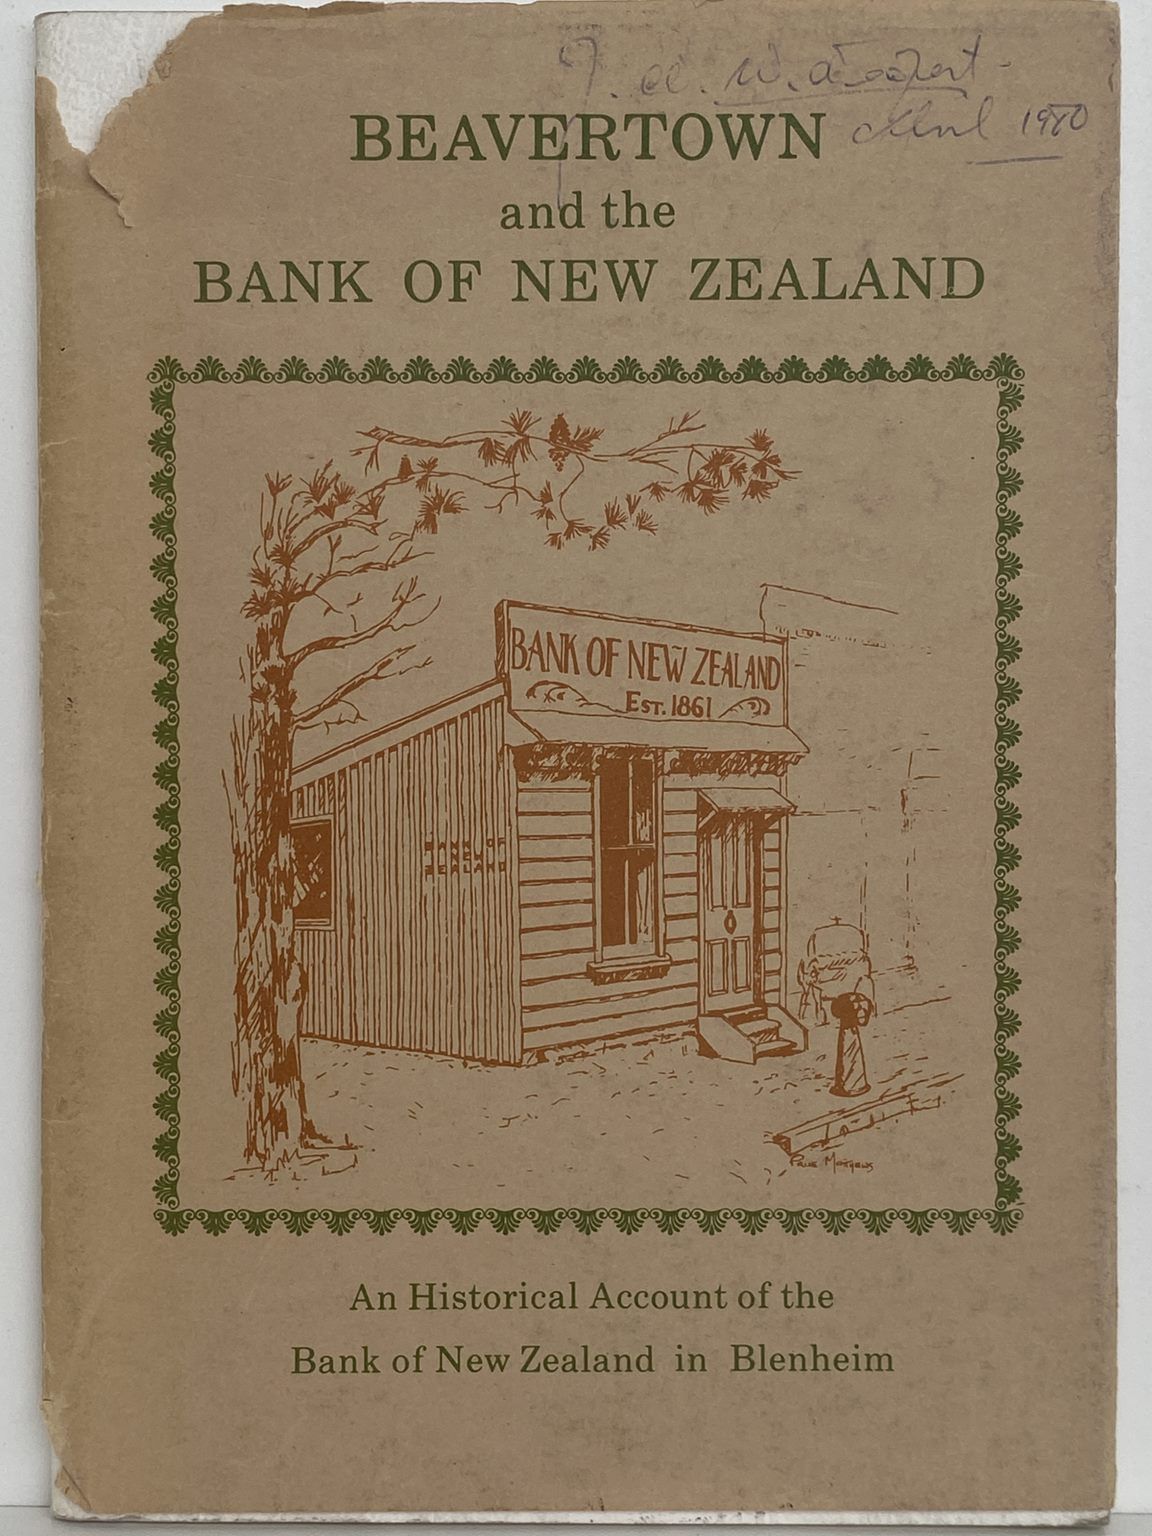 1980
BEAVERTOWN
and the
BANK OF NEW ZEALAND
BANK OF NEW ZEALAND
EST. 1861
An Historical Account of the
Bank of New Zealand in Blenheim